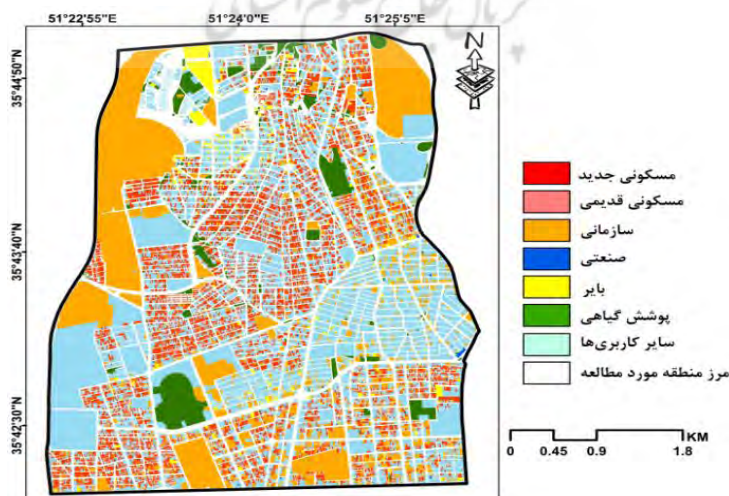 51°22'55"E 51°24'0"E 51°25'5"E
N
35°44'50"N
35°43'40"N
35°42'30"N
مسکونی جدید
مسکونی قدیمی
سازمانی
صنعتی
بایر
پوشش گیاهی
سایر کاربری‌ها
مرز منطقه مورد مطالعه
KM
0 0.45 0.9 1.8